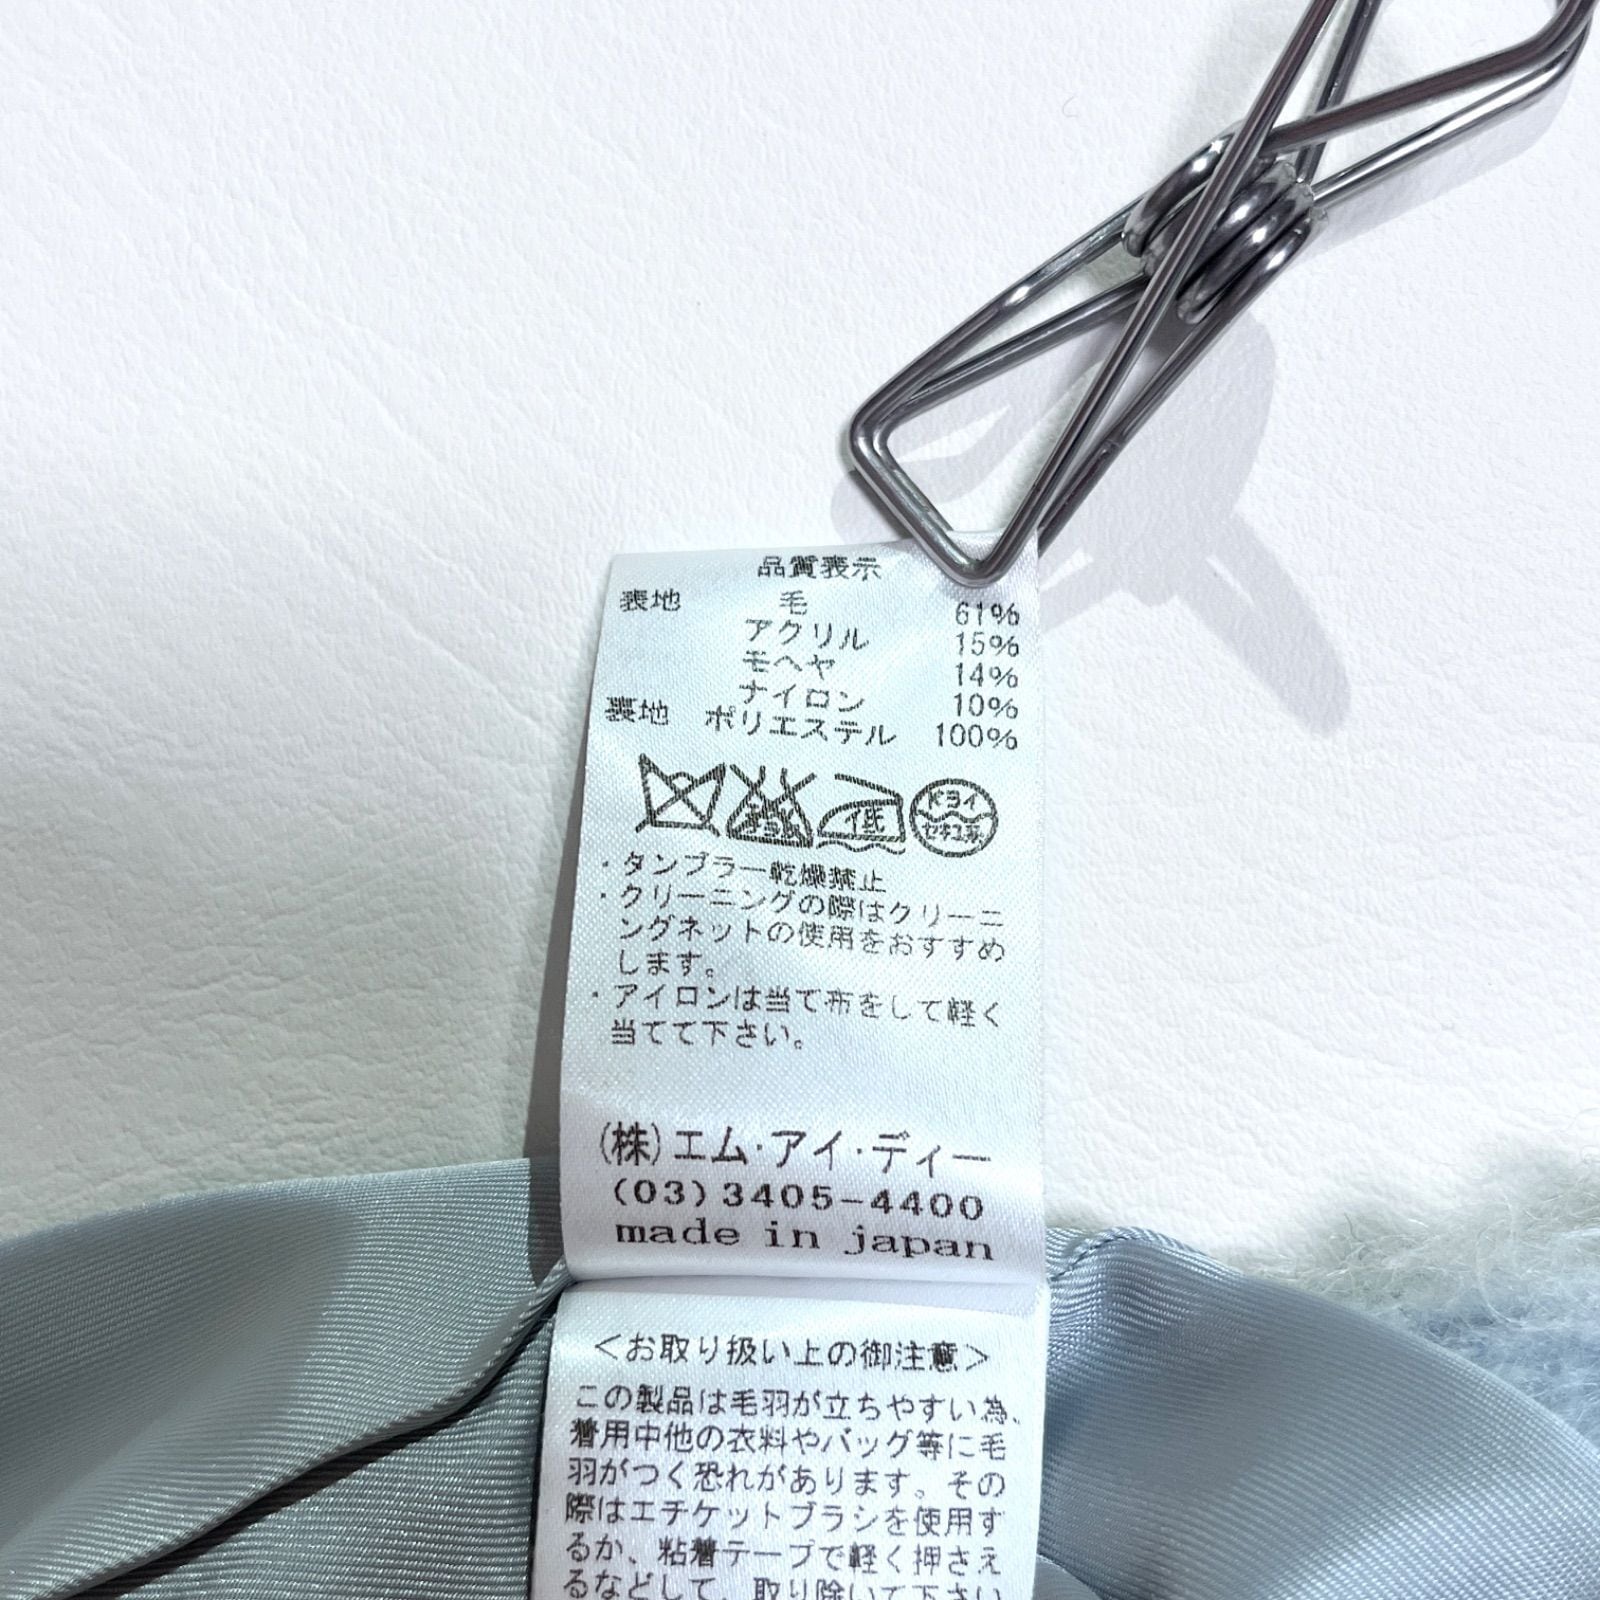 品質表示
表地 毛 61%
アクリル 15%
モヘヤ 14%
ナイロン 10%
裏地 ポリエステル 100%
エンソサラシ 低 ドライ セキユ系
・タンブラー乾燥禁止
・クリーニングの際はクリーニ
ングネットの使用をおすすめ
します。
・アイロンは当て布をして軽く
当てて下さい。
(株)エム・アイ・ディー
(03)3405-4400
made in japan
＜お取り扱い上の御注意＞
この製品は毛羽が立ちやすい為、
着用中他の衣料やバッグ等に毛
羽がつく恐れがあります。その
際はエチケットブラシを使用す
るか、粘着テープで軽く押さえ
るなどして、取り除いて下さい